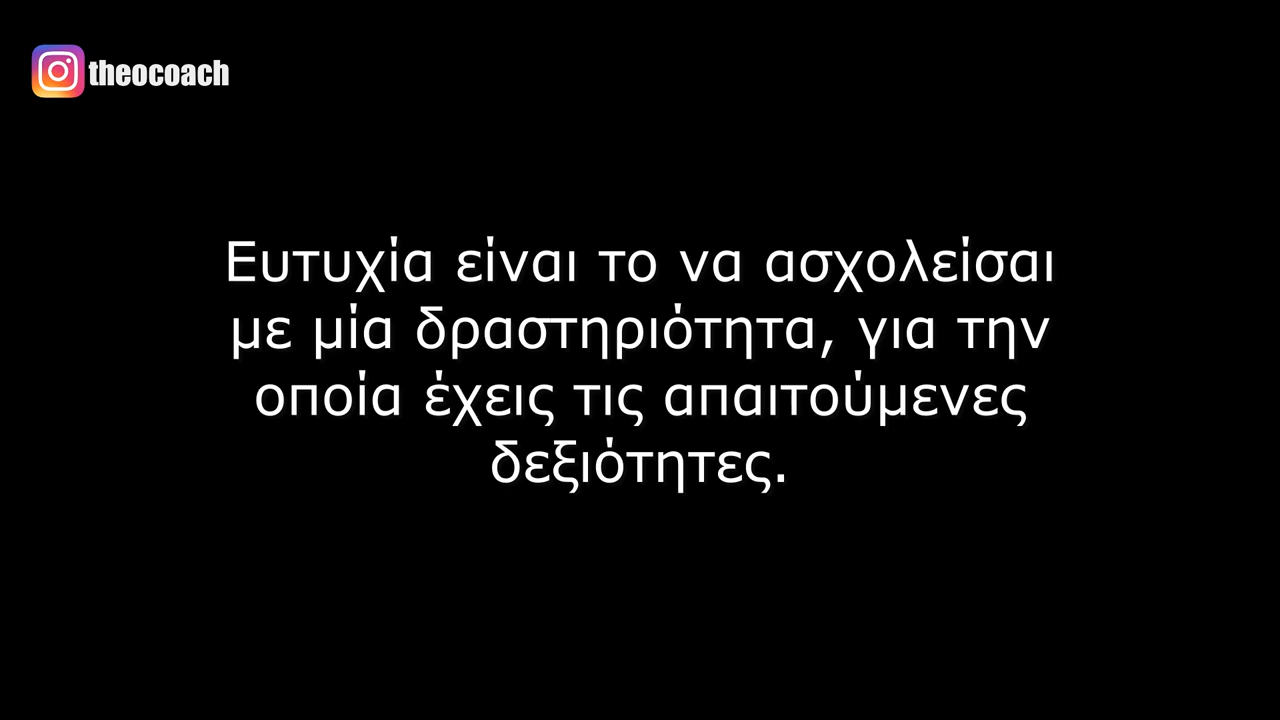 theocoach
Ευτυχία είναι το να ασχολείσαι
με μία δραστηριότητα, για την
οποία έχεις τις απαιτούμενες
δεξιότητες.